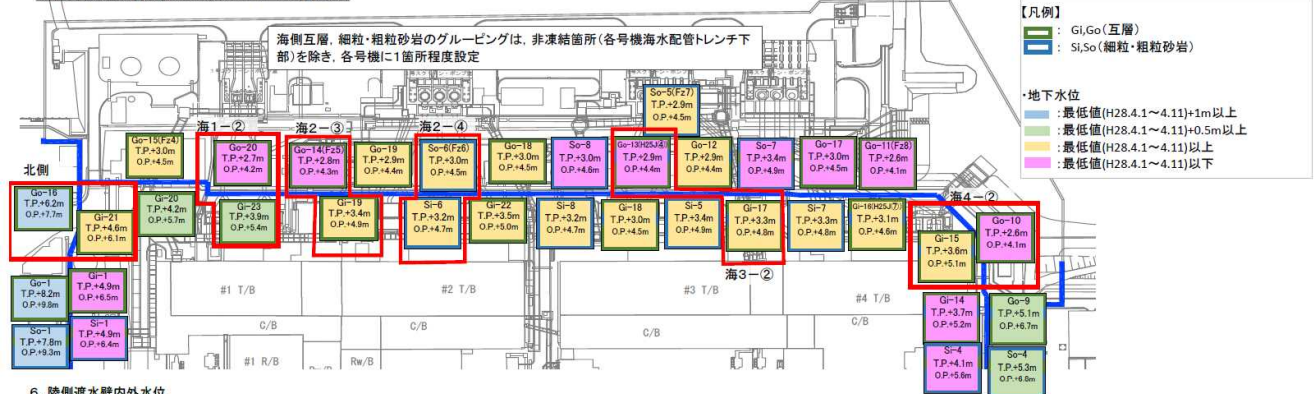 海側互層，細粒・粗粒砂岩のグルーピングは，非凍結箇所(各号機海水配管トレンチ下
部)を除き，各号機に1箇所程度設定
【凡例】
: Gi,Go(互層)
: Si,So(細粒・粗粒砂岩)
・地下水位
:最低値(H28.4.1～4.11)+1m以上
:最低値(H28.4.1～4.11)+0.5m以上
:最低値(H28.4.1～4.11)以上
:最低値(H28.4.1～4.11)以下
So-5(Fz7)
T.P.+2.9m
O.P.+4.5m
海1-②
海2-③
海2-④
Go-15(Fz4)
T.P.+3.0m
O.P.+4.5m
Go-20
T.P.+2.7m
O.P.+4.2m
Go-14(Fz5)
T.P.+2.8m
O.P.+4.3m
Go-19
T.P.+2.9m
O.P.+4.4m
So-6(Fz6)
T.P.+3.0m
O.P.+4.5m
Go-18
T.P.+3.0m
O.P.+4.5m
So-8
T.P.+3.0m
O.P.+4.6m
Go-13(H25J④)
T.P.+2.9m
O.P.+4.4m
Go-12
T.P.+2.9m
O.P.+4.4m
So-7
T.P.+3.4m
O.P.+4.9m
Go-17
T.P.+3.0m
O.P.+4.5m
Go-11(Fz8)
T.P.+2.6m
O.P.+4.1m
北側
Go-16
T.P.+6.2m
O.P.+7.7m
Gi-21
T.P.+4.6m
O.P.+6.1m
Gi-20
T.P.+4.2m
O.P.+5.7m
Gi-23
T.P.+3.9m
O.P.+5.4m
Gi-19
T.P.+3.4m
O.P.+4.9m
Si-6
T.P.+3.2m
O.P.+4.7m
Gi-22
T.P.+3.5m
O.P.+5.0m
Si-8
T.P.+3.2m
O.P.+4.7m
Gi-18
T.P.+3.0m
O.P.+4.5m
Si-5
T.P.+3.4m
O.P.+4.9m
Gi-17
T.P.+3.3m
O.P.+4.8m
Si-7
T.P.+3.3m
O.P.+4.8m
Gi-16(H25J⑦)
T.P.+3.1m
O.P.+4.6m
海4-②
Gi-15
T.P.+3.6m
O.P.+5.1m
Go-10
T.P.+2.6m
O.P.+4.1m
海3-②
Go-1
T.P.+8.2m
O.P.+9.8m
Gi-1
T.P.+4.9m
O.P.+6.5m
So-1
T.P.+7.8m
O.P.+9.3m
Si-1
T.P.+4.9m
O.P.+6.4m
#1 T/B
#2 T/B
#3 T/B
#4 T/B
C/B
C/B
C/B
C/B
#1 R/B
Rw/B
Gi-14
T.P.+3.7m
O.P.+5.2m
Go-9
T.P.+5.1m
O.P.+6.7m
Si-4
T.P.+4.1m
O.P.+5.6m
So-4
T.P.+5.3m
O.P.+6.8m
6. 陸側遮水壁内外水位